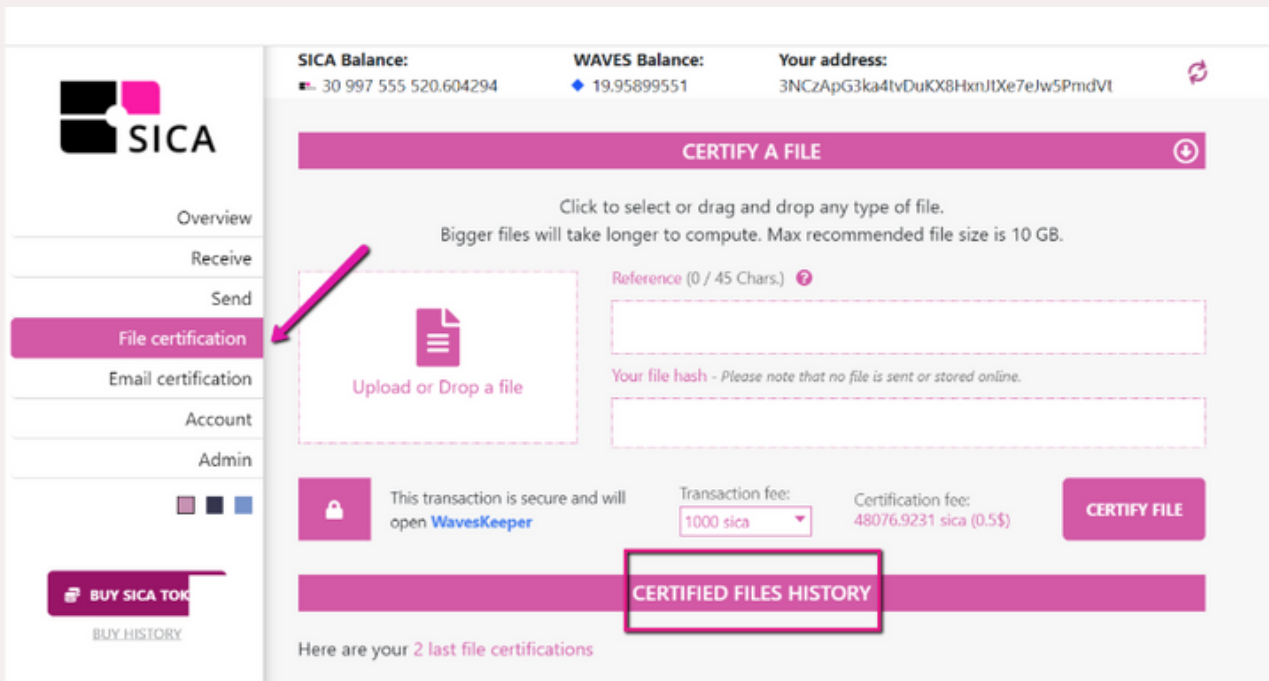 SICA Balance: WAVES Balance: Your address:
30 997 555 520.604294 19.95899551 3NCzApG3ka4tvDuKX8HxnJtXe7eJw5PmdVt
SICA
Overview
Receive
Send
File certification
Email certification
Account
Admin
BUY SICA TOK
BUY HISTORY
CERTIFY A FILE
Click to select or drag and drop any type of file.
Bigger files will take longer to compute. Max recommended file size is 10 GB.
Upload or Drop a file
Reference (0 / 45 Chars.) ?
Your file hash - Please note that no file is sent or stored online.
This transaction is secure and will
open WavesKeeper
Transaction fee:
1000 sica
Certification fee:
48076.9231 sica (0.5$)
CERTIFY FILE
CERTIFIED FILES HISTORY
Here are your 2 last file certifications